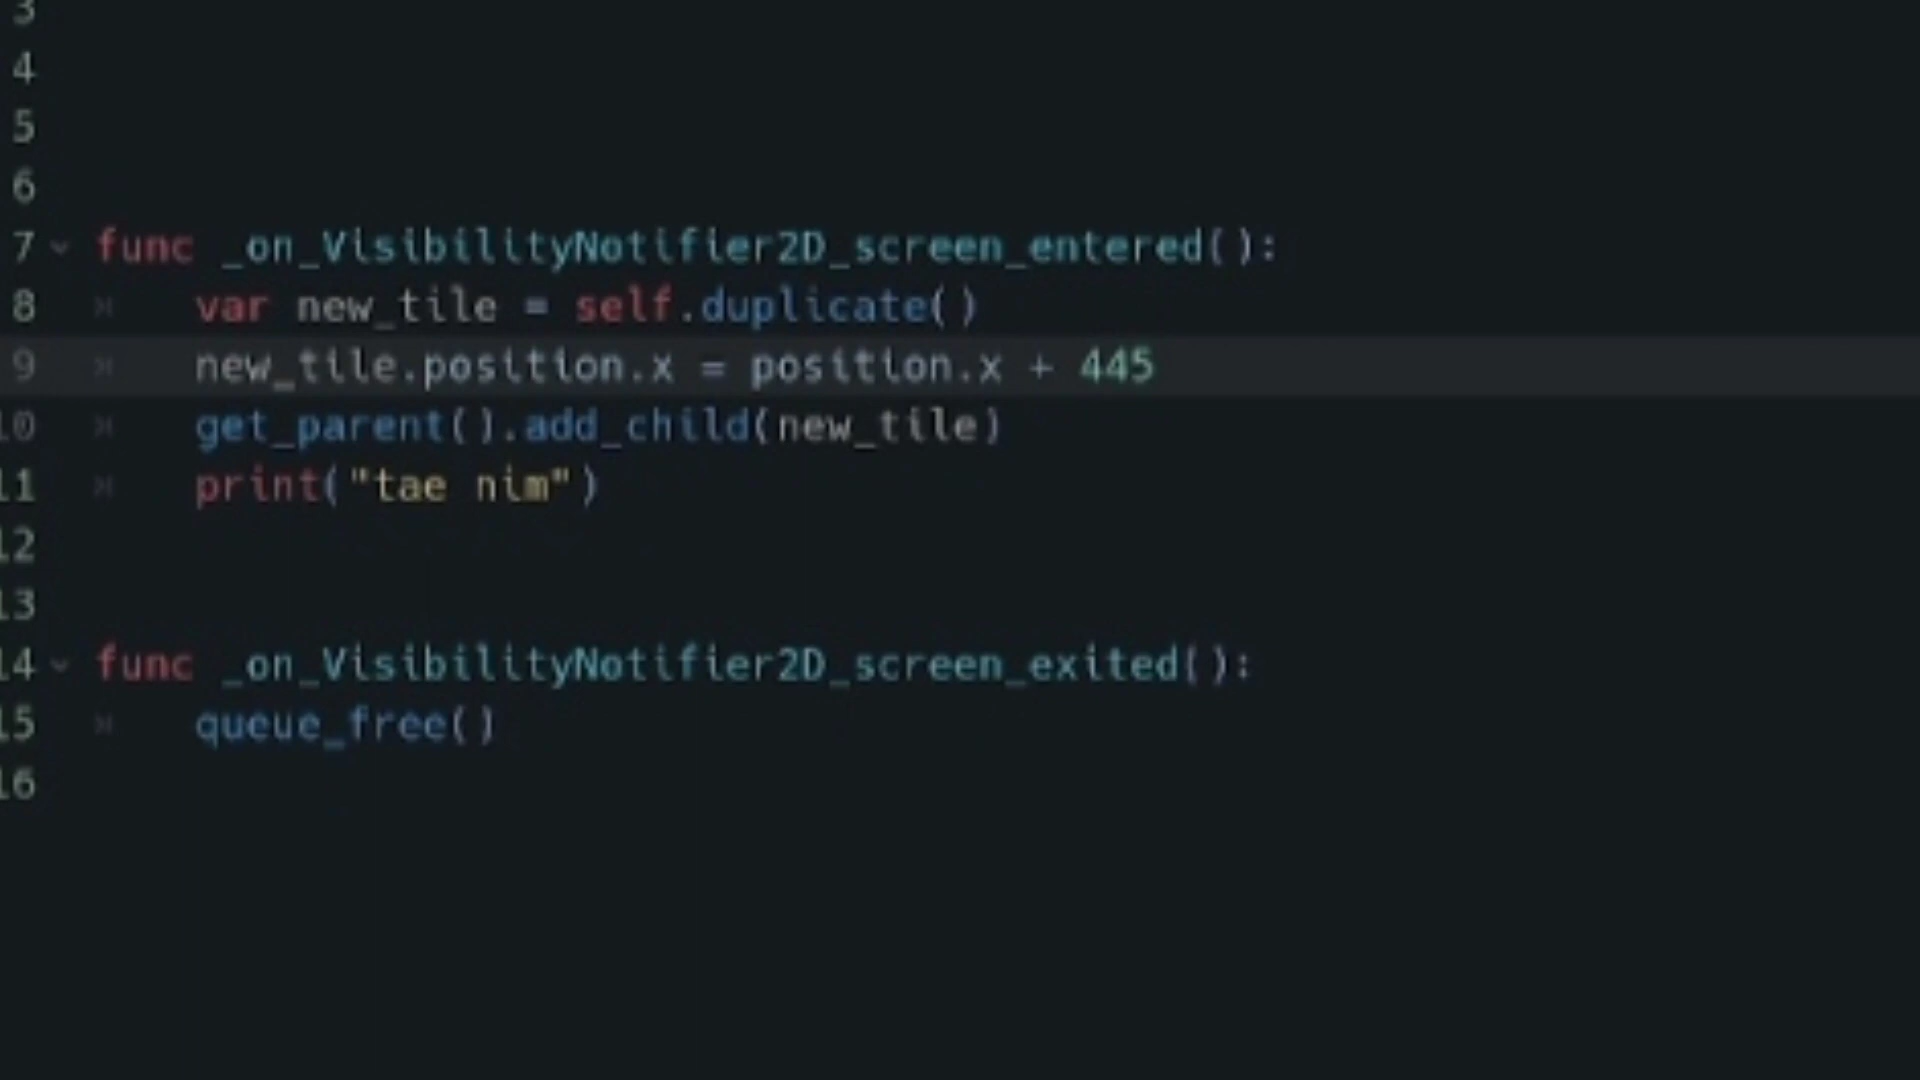 3
4
5
6
7 func _on_VisibilityNotifier2D_screen_entered():
8 var new_tile = self.duplicate()
9 new_tile.position.x = position.x + 445
10 get_parent().add_child(new_tile)
11 print("tae nim")
12
13
14 func _on_VisibilityNotifier2D_screen_exited():
15 queue_free()
16